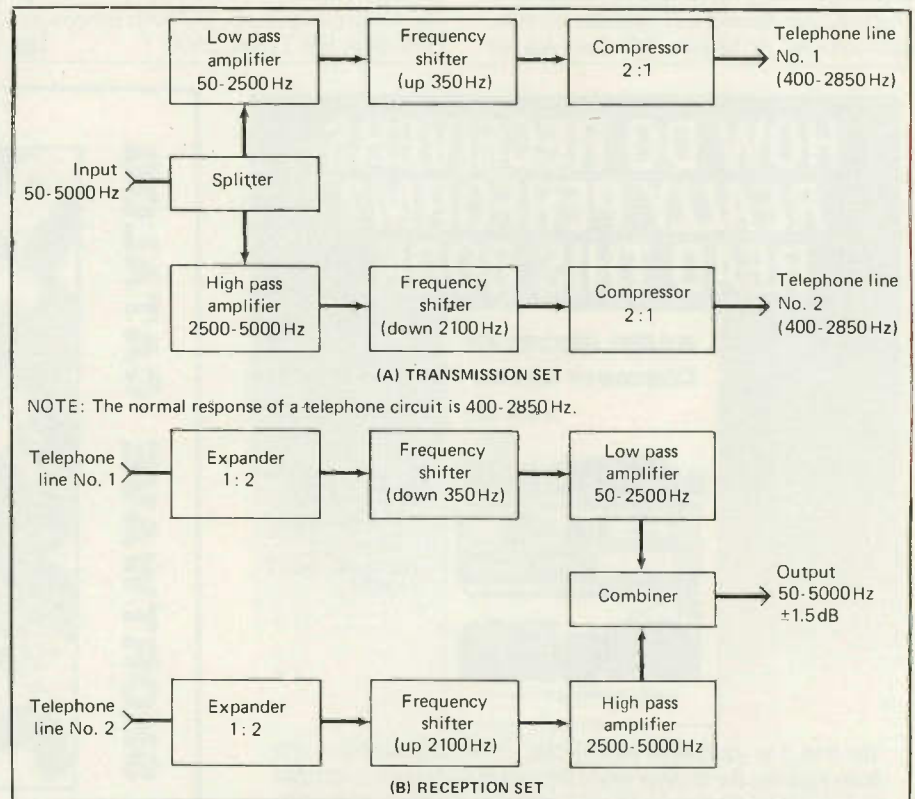 Low pass
amplifier
50-2500 Hz
Frequency
shifter
(up 350 Hz)
Compressor
2:1
Telephone line
No. 1
(400-2850 Hz)
Input
50-5000 Hz
Splitter
High pass
amplifier
2500-5000 Hz
Frequency
shifter
(down 2100 Hz)
Compressor
2:1
Telephone line
No. 2
(400-2850 Hz)
(A) TRANSMISSION SET
NOTE: The normal response of a telephone circuit is 400-2850 Hz.
Telephone
line No. 1
Expander
1:2
Frequency
shifter
(down 350 Hz)
Low pass
amplifier
50-2500 Hz
Combiner
Output
50-5000 Hz
±1.5 dB
Telephone
line No. 2
Expander
1:2
Frequency
shifter
(up 2100 Hz)
High pass
amplifier
2500-5000 Hz
(B) RECEPTION SET